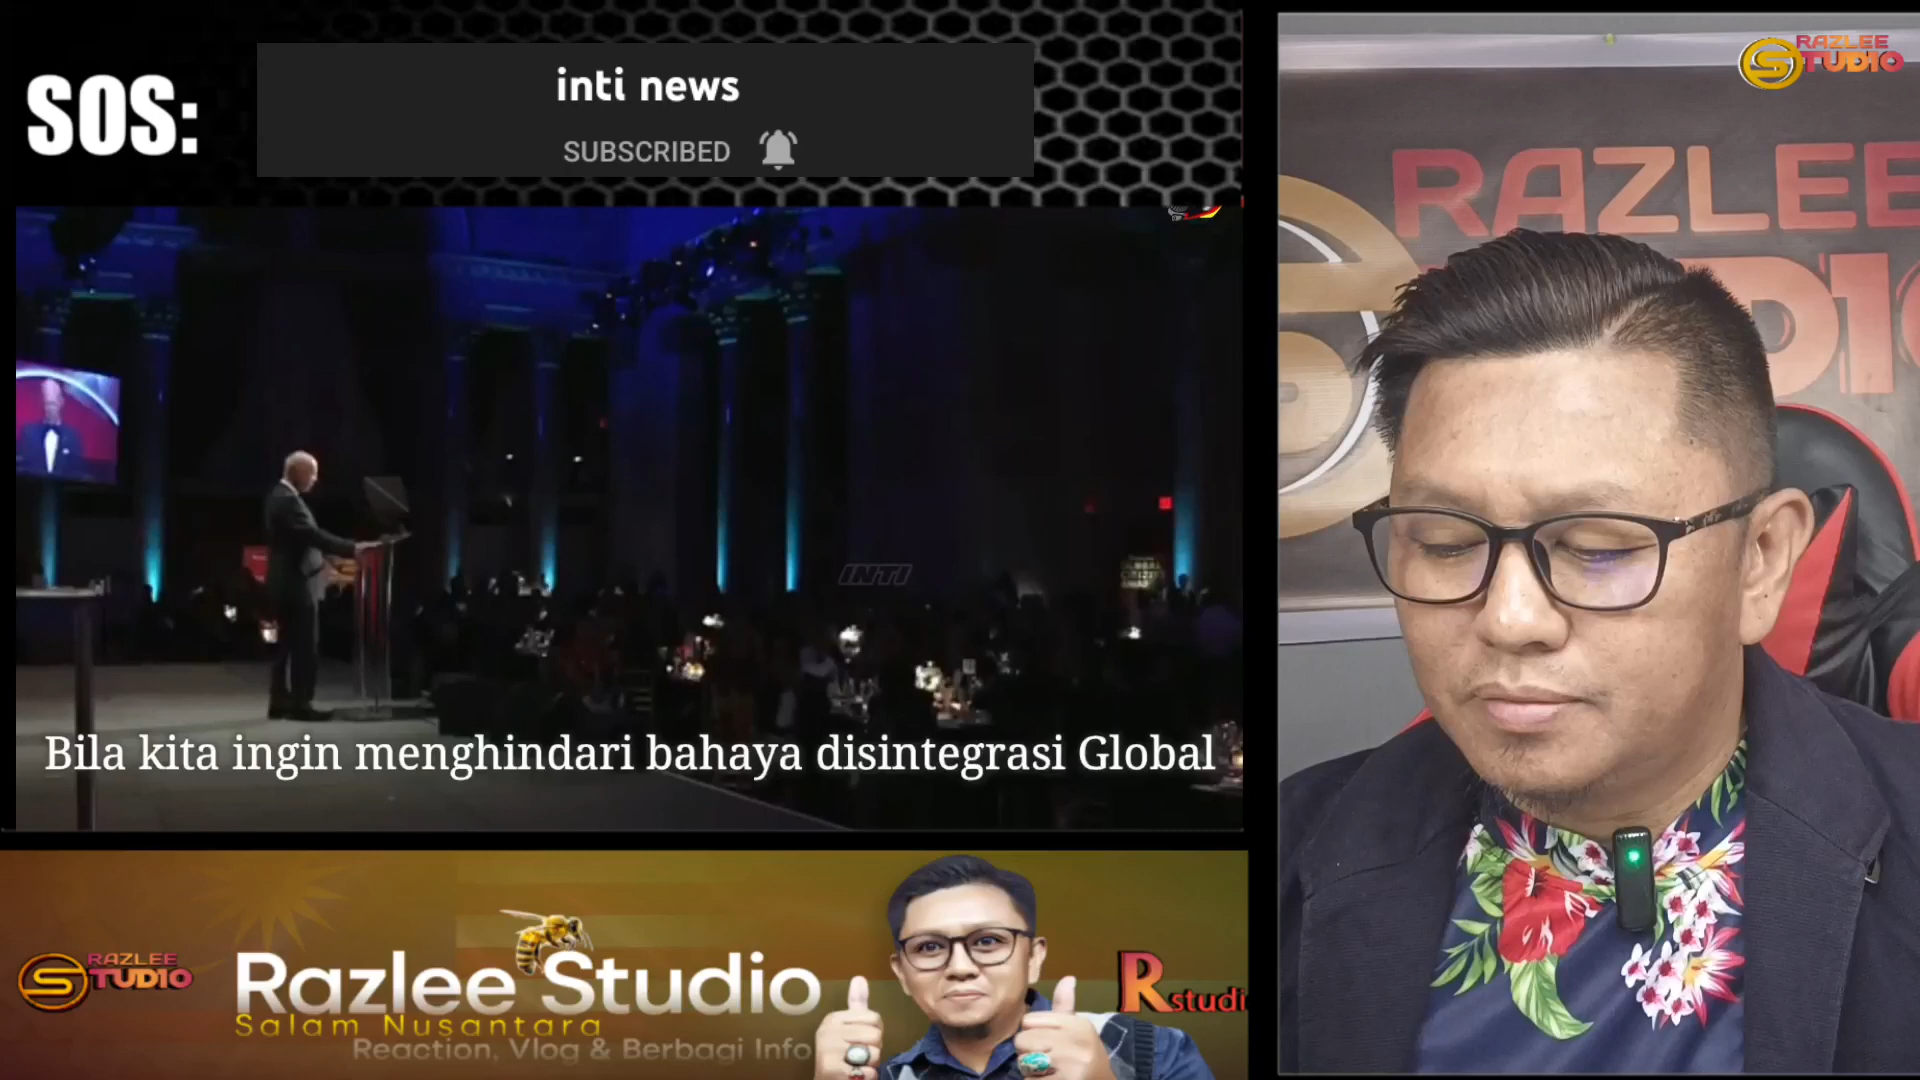 SOS:
inti news
SUBSCRIBED
INTI
Bila kita ingin menghindari bahaya disintegrasi Global
RAZLEE
STUDIO
Razlee Studio
Salam Nusantara
Reaction, Vlog & Berbagi Info
R studi
RAZLEE
STUDIO
RAZLEE